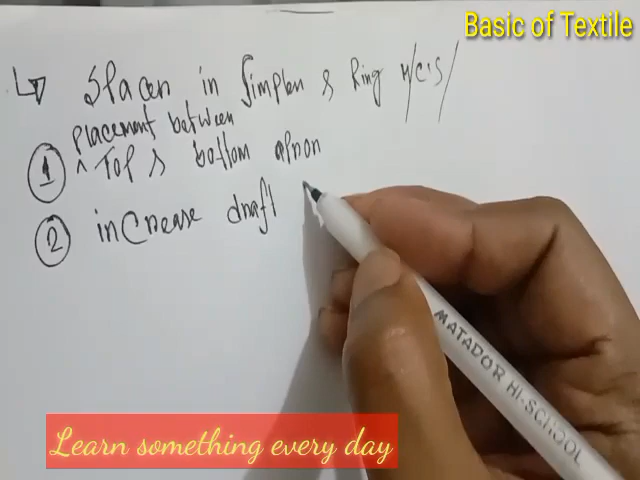 Basic of Textile
Spacer in Simplex & Ring M/C'S
Placement between
① ^ Top & bottom apron
② increase draft
MATADOR HI-SCHOOL
Learn something every day